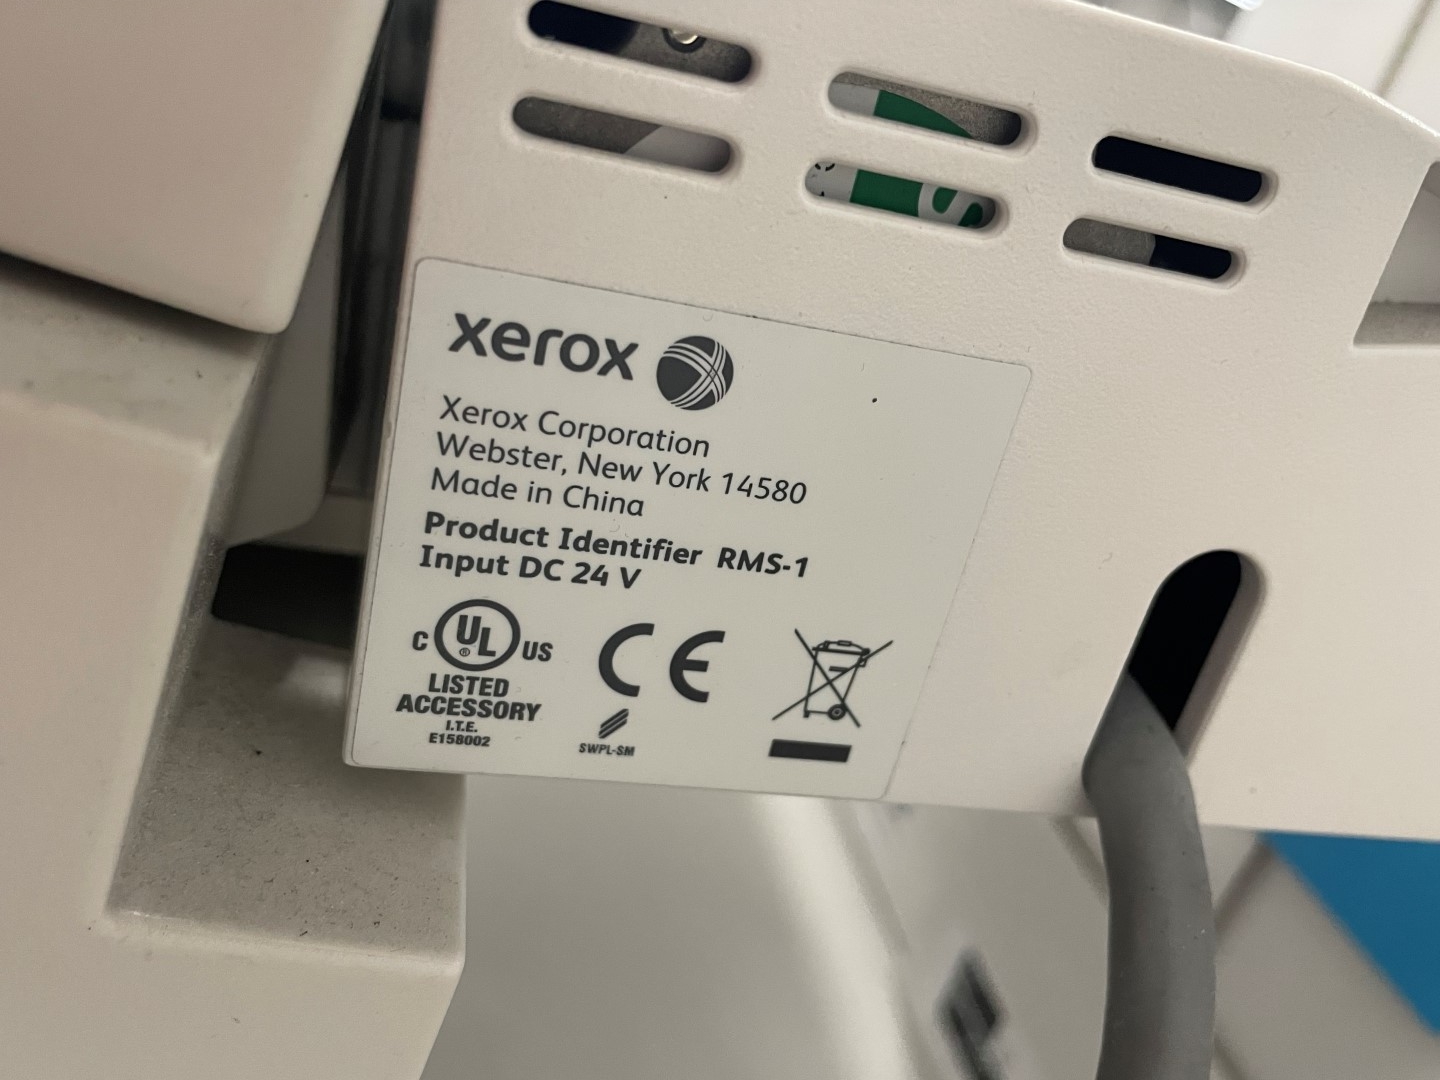 xerox
Xerox Corporation
Webster, New York 14580
Made in China
Product Identifier RMS-1
Input DC 24 V
C UL® US
LISTED
ACCESSORY
I.T.E.
E158002
CE
SWPL-SM